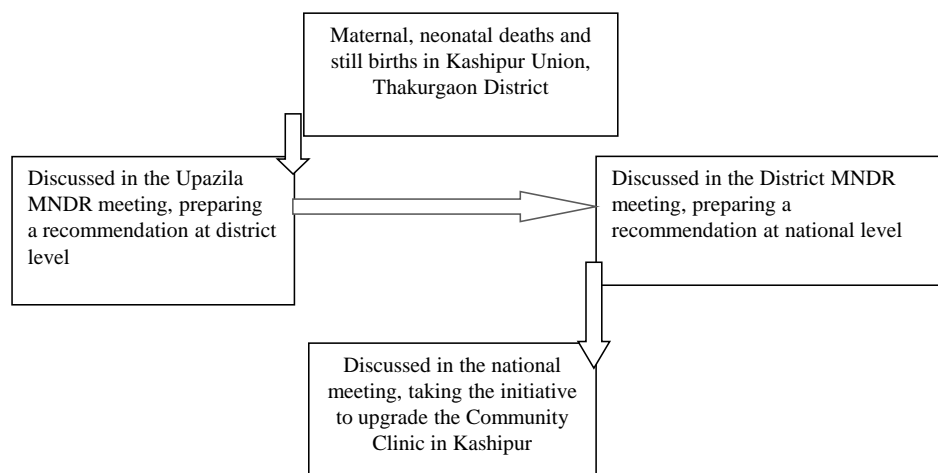 Maternal, neonatal deaths and
still births in Kashipur Union,
Thakurgaon District
Discussed in the Upazila
MNDR meeting, preparing
a recommendation at district
level
Discussed in the District MNDR
meeting, preparing a
recommendation at national level
Discussed in the national
meeting, taking the initiative
to upgrade the Community
Clinic in Kashipur